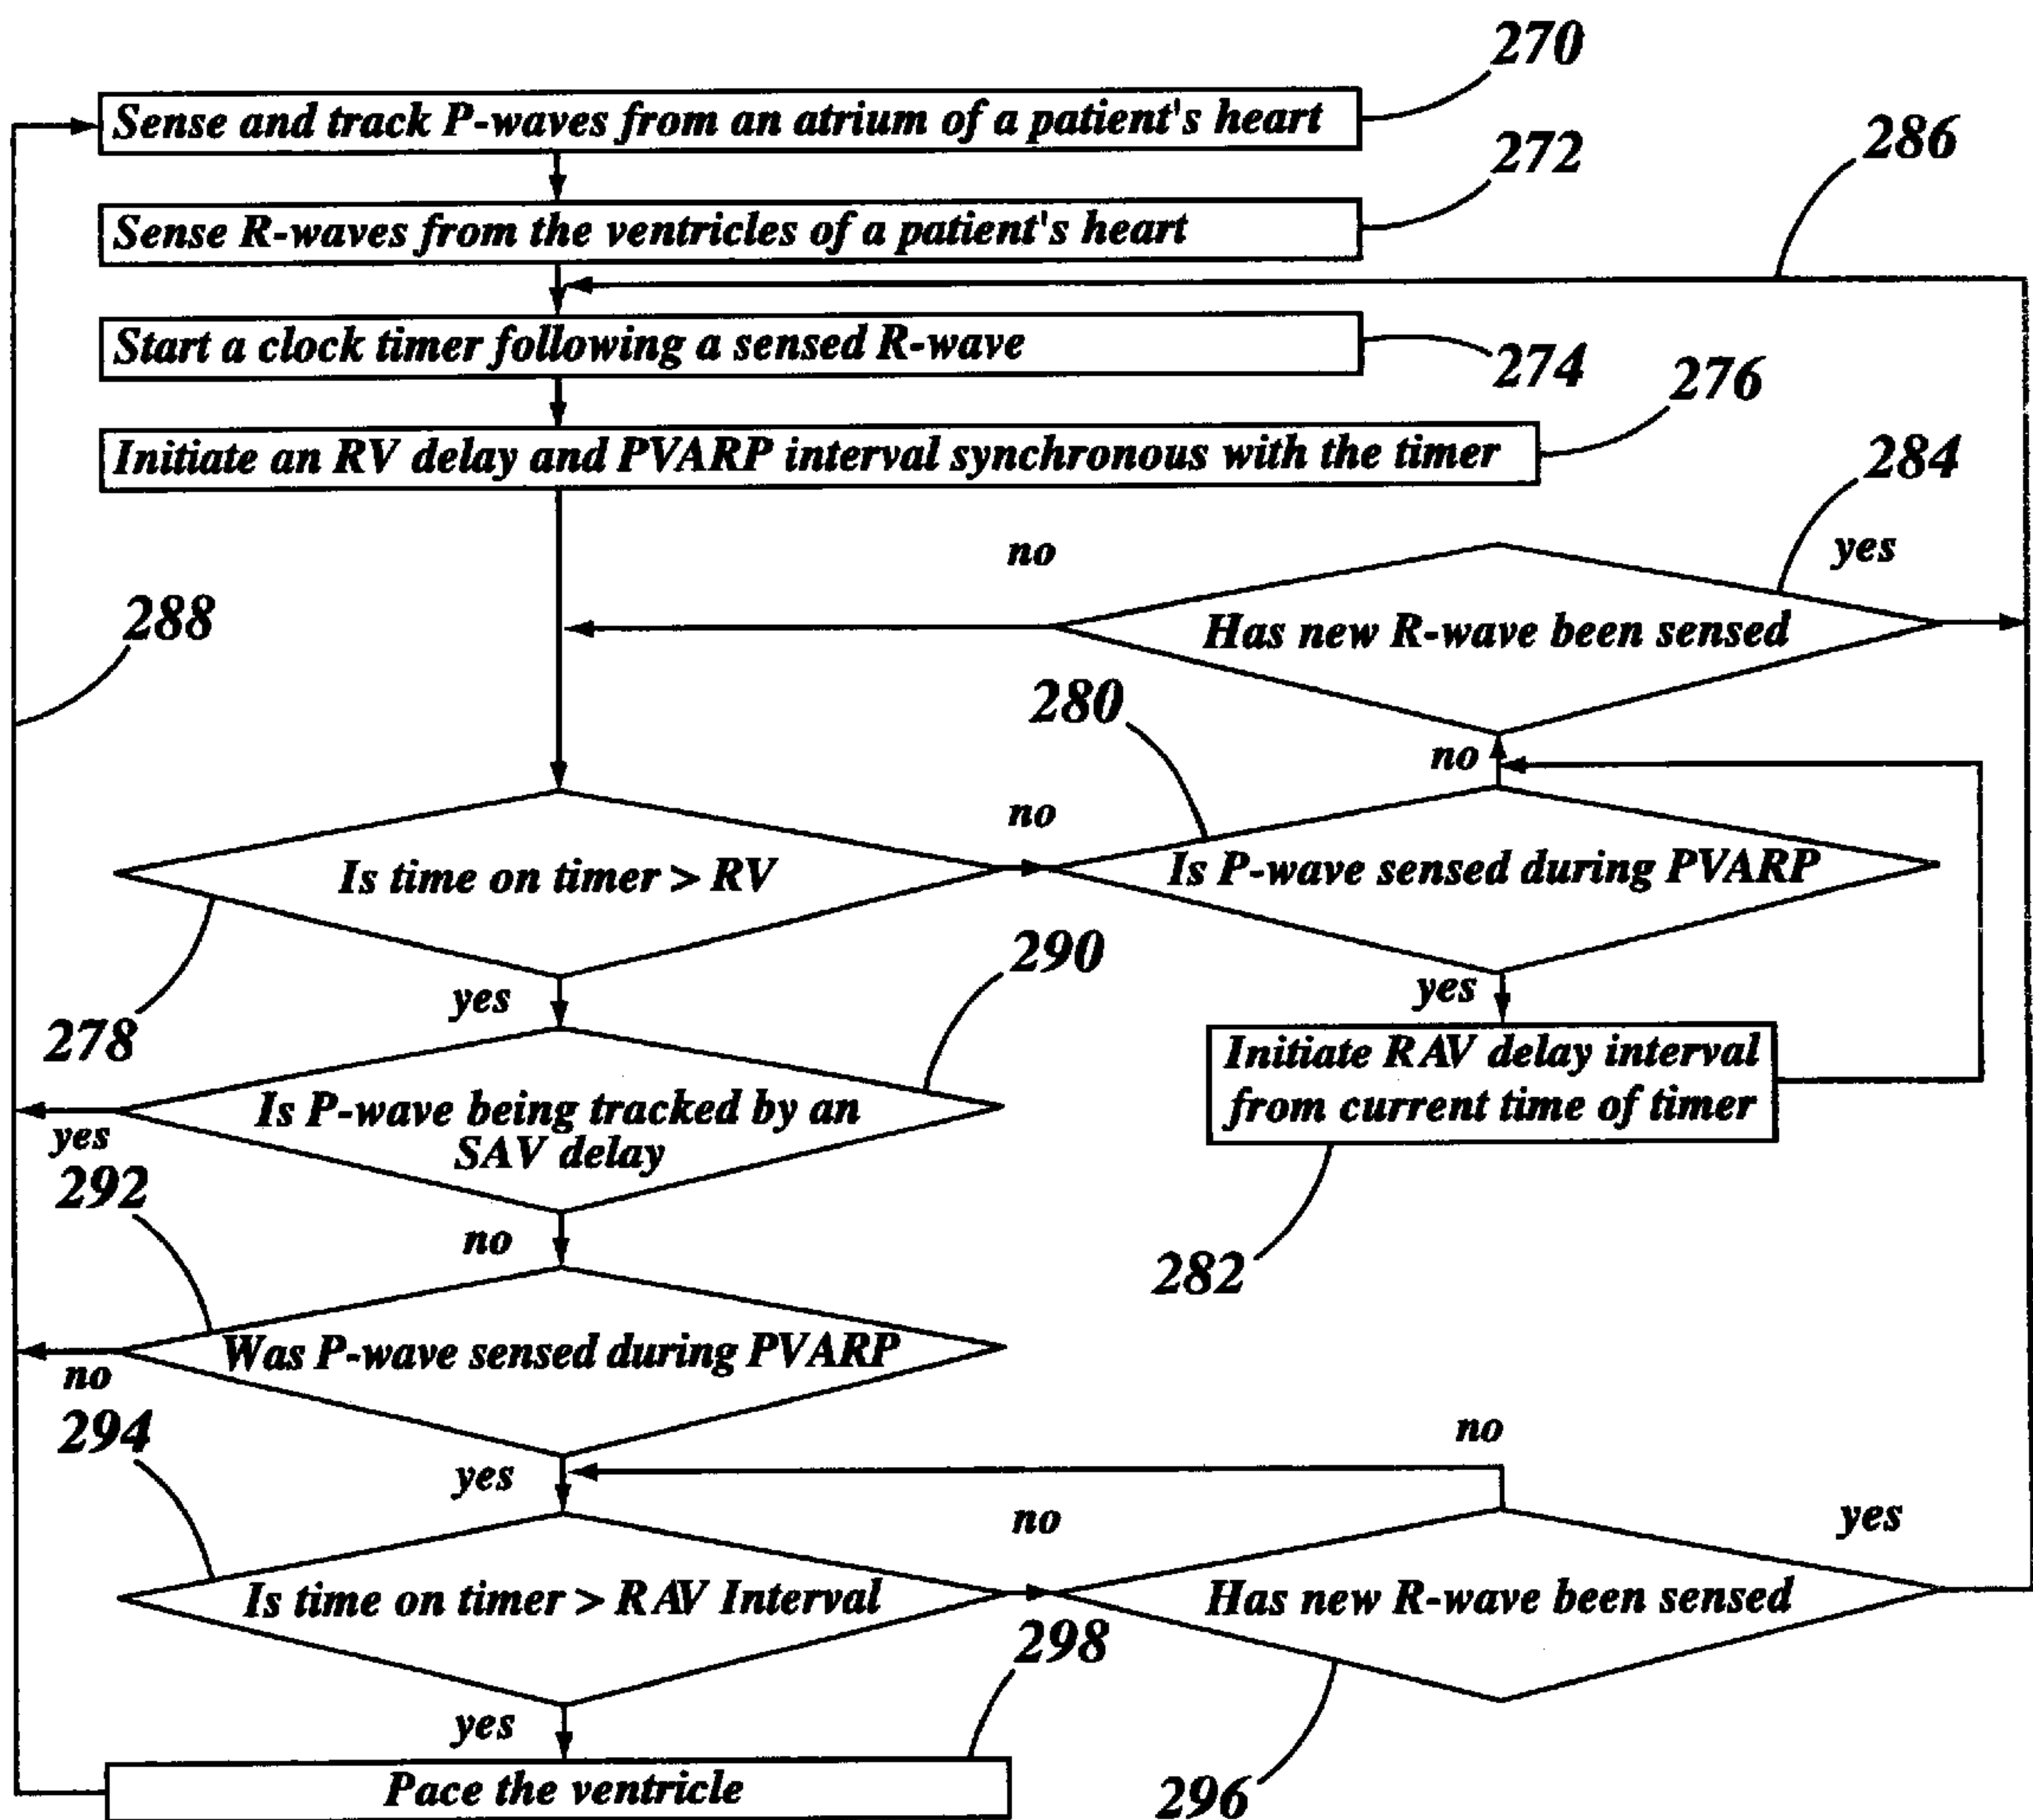 270
Sense and track P-waves from an atrium of a patient's heart
272
286
Sense R-waves from the ventricles of a patient's heart
Start a clock timer following a sensed R-wave
274
276
Initiate an RV delay and PVARP interval synchronous with the timer
284
no
yes
288
Has new R-wave been sensed
280
no
no
Is time on timer > RV
Is P-wave sensed during PVARP
290
yes
yes
278
Initiate RAV delay interval
from current time of timer
Is P-wave being tracked by an
SAV delay
yes
292
no
282
Was P-wave sensed during PVARP
no
294
no
yes
no
yes
Is time on timer > RAV Interval
Has new R-wave been sensed
298
yes
Pace the ventricle
296